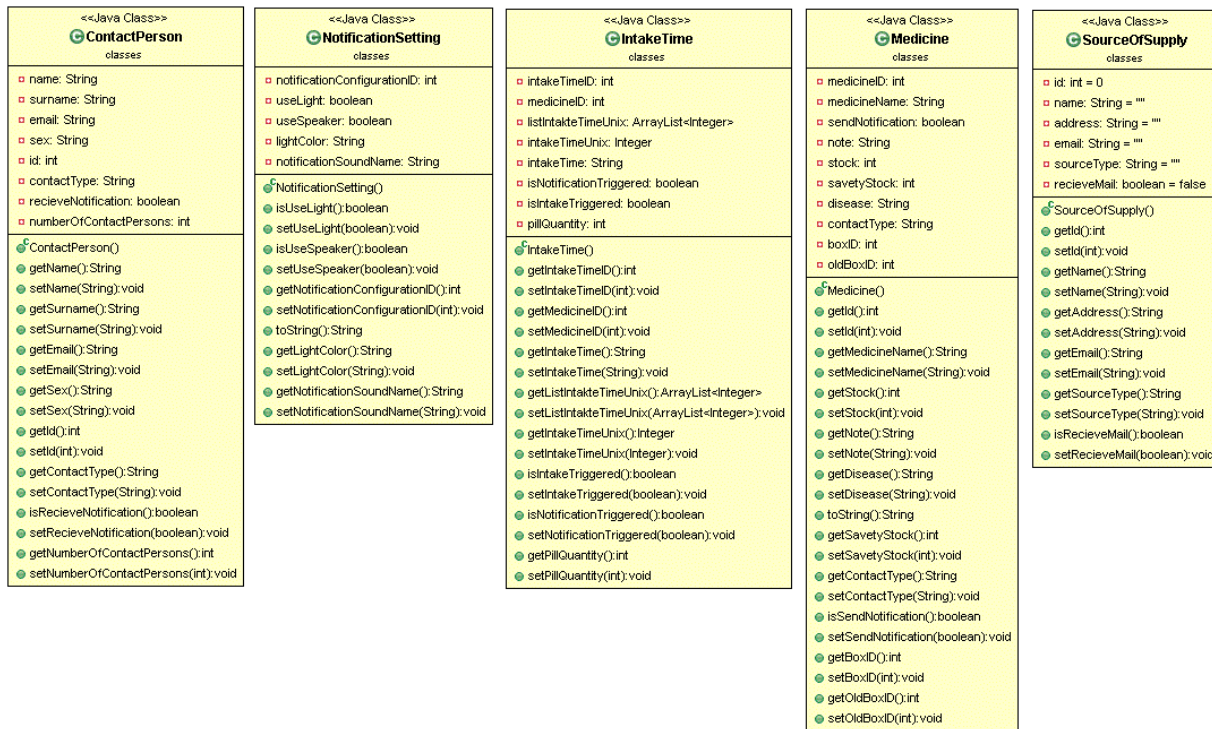 <<Java Class>>
ContactPerson
classes
name: String
surname: String
email: String
sex: String
id: int
contactType: String
recieveNotification: boolean
numberOfContactPersons: int
ContactPerson()
getName():String
setName(String):void
getSurname():String
setSurname(String):void
getEmail():String
setEmail(String):void
getSex():String
setSex(String):void
getId():int
setId(int):void
getContactType():String
setContactType(String):void
isRecieveNotification():boolean
setRecieveNotification(boolean):void
getNumberOfContactPersons():int
setNumberOfContactPersons(int):void
<<Java Class>>
NotificationSetting
classes
notificationConfigurationID: int
useLight: boolean
useSpeaker: boolean
lightColor: String
notificationSoundName: String
NotificationSetting()
isUseLight():boolean
setUseLight(boolean):void
isUseSpeaker():boolean
setUseSpeaker(boolean):void
getNotificationConfigurationID():int
setNotificationConfigurationID(int):void
toString():String
getLightColor():String
setLightColor(String):void
getNotificationSoundName():String
setNotificationSoundName(String):void
<<Java Class>>
IntakeTime
classes
intakeTimeID: int
medicineID: int
listIntakteTimeUnix: ArrayList<Integer>
intakeTimeUnix: Integer
intakeTime: String
isNotificationTriggered: boolean
isIntakeTriggered: boolean
pillQuantity: int
IntakeTime()
getIntakeTimeID():int
setIntakeTimeID(int):void
getMedicineID():int
setMedicineID(int):void
getIntakeTime():String
setIntakeTime(String):void
getListIntakteTimeUnix():ArrayList<Integer>
setListIntakteTimeUnix(ArrayList<Integer>):void
getIntakeTimeUnix():Integer
setIntakeTimeUnix(Integer):void
isIntakeTriggered():boolean
setIntakeTriggered(boolean):void
isNotificationTriggered():boolean
setNotificationTriggered(boolean):void
getPillQuantity():int
setPillQuantity(int):void
<<Java Class>>
Medicine
classes
medicineID: int
medicineName: String
sendNotification: boolean
note: String
stock: int
savetyStock: int
disease: String
contactType: String
boxID: int
oldBoxID: int
Medicine()
getId():int
setId(int):void
getMedicineName():String
setMedicineName(String):void
getStock():int
setStock(int):void
getNote():String
setNote(String):void
getDisease():String
setDisease(String):void
toString():String
getSavetyStock():int
setSavetyStock(int):void
getContactType():String
setContactType(String):void
isSendNotification():boolean
setSendNotification(boolean):void
getBoxID():int
setBoxID(int):void
getOldBoxID():int
setOldBoxID(int):void
<<Java Class>>
SourceOfSupply
classes
id: int = 0
name: String = ""
address: String = ""
email: String = ""
sourceType: String = ""
recieveMail: boolean = false
SourceOfSupply()
getId():int
setId(int):void
getName():String
setName(String):void
getAddress():String
setAddress(String):void
getEmail():String
setEmail(String):void
getSourceType():String
setSourceType(String):void
isRecieveMail():boolean
setRecieveMail(boolean):void